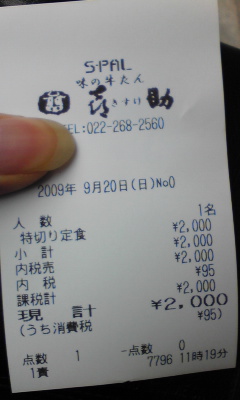 S-PAL
味の牛たん
喜助
きすけ
TEL:022-268-2560
2009年 9月20日(日)No0
人 数 1名
特切り定食 ¥2,000
小 計 ¥2,000
内税売 ¥2,000
内 税 ¥95
課税計 ¥2,000
現 計 ¥2,000
(うち消費税 ¥95)
点数 1 -点数 0
1責 7796 11時19分